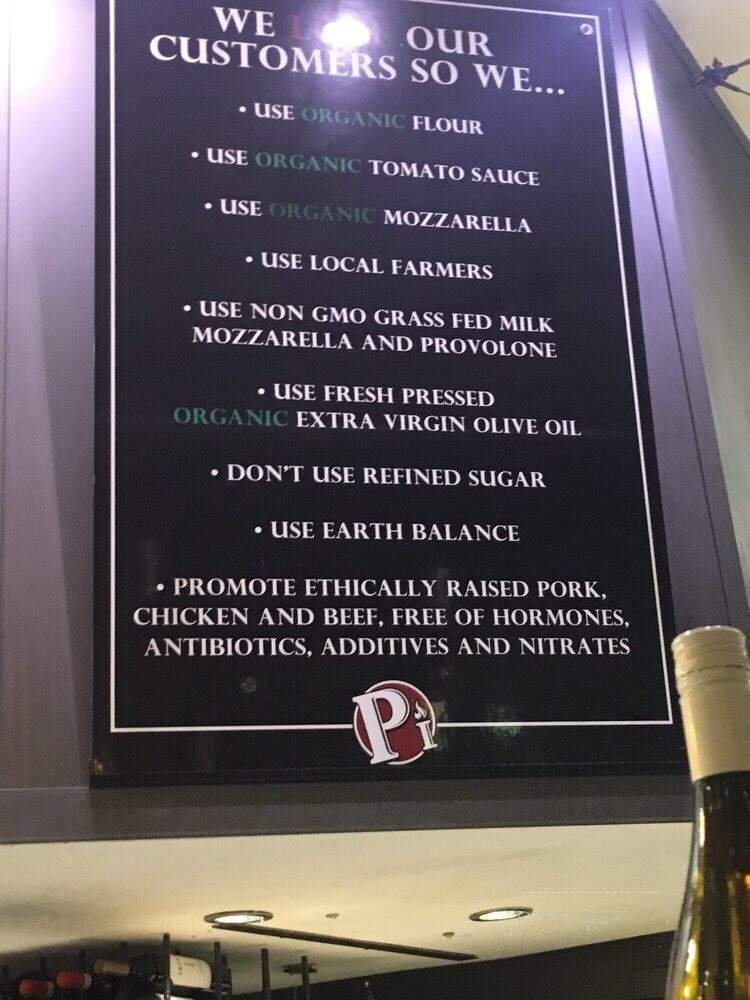 WE OUR
CUSTOMERS SO WE...
• USE ORGANIC FLOUR
• USE ORGANIC TOMATO SAUCE
• USE ORGANIC MOZZARELLA
• USE LOCAL FARMERS
• USE NON GMO GRASS FED MILK
MOZZARELLA AND PROVOLONE
• USE FRESH PRESSED
ORGANIC EXTRA VIRGIN OLIVE OIL
• DON'T USE REFINED SUGAR
• USE EARTH BALANCE
• PROMOTE ETHICALLY RAISED PORK,
CHICKEN AND BEEF, FREE OF HORMONES,
ANTIBIOTICS, ADDITIVES AND NITRATES
Pi